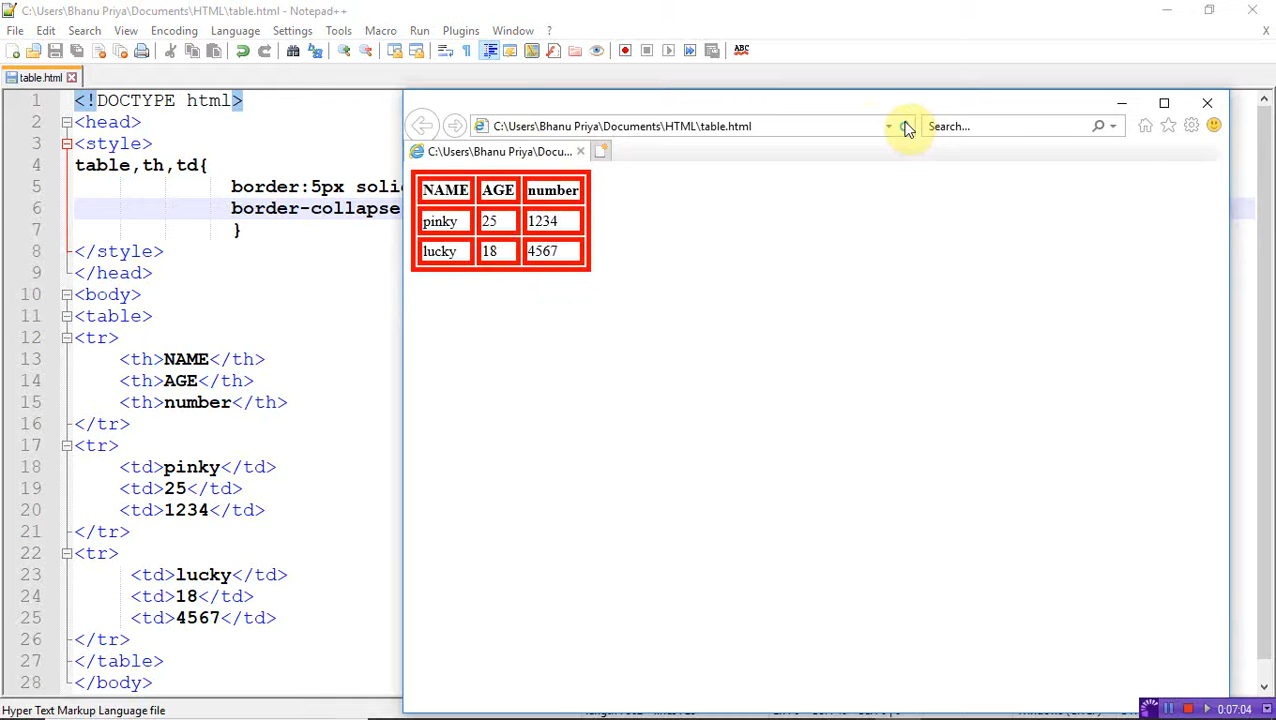 C:\Users\Bhanu Priya\Documents\HTML\table.html - Notepad++
File Edit Search View Encoding Language Settings Tools Macro Run Plugins Window ? X
ABC
table.html
1 <!DOCTYPE html>
2 <head>
3 <style>
4 table,th,td{
5 border:5px soli
6 border-collapse
7 }
8 </style>
9 </head>
10 <body>
11 <table>
12 <tr>
13 <th>NAME</th>
14 <th>AGE</th>
15 <th>number</th>
16 </tr>
17 <tr>
18 <td>pinky</td>
19 <td>25</td>
20 <td>1234</td>
21 </tr>
22 <tr>
23 <td>lucky</td>
24 <td>18</td>
25 <td>4567</td>
26 </tr>
27 </table>
28 </body>
C:\Users\Bhanu Priya\Documents\HTML\table.html Search...
C:\Users\Bhanu Priya\Docu...
NAME AGE number
pinky 25 1234
lucky 18 4567
Hyper Text Markup Language file
00:07:04